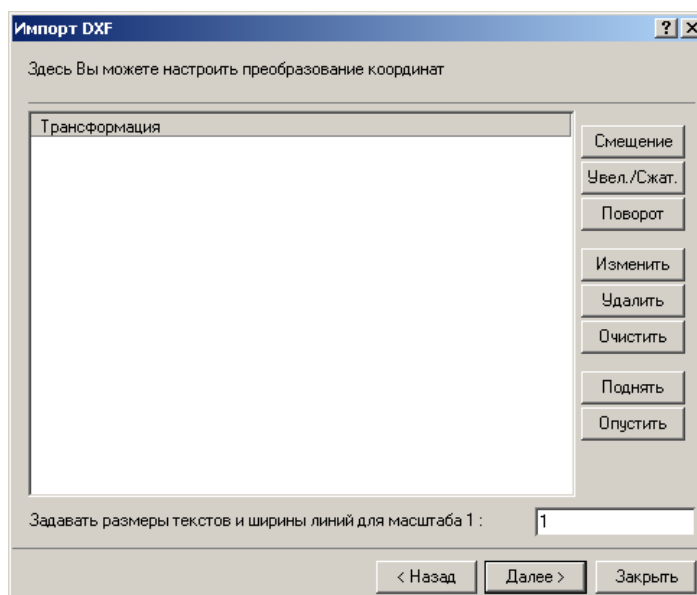 Импорт DXF
Здесь Вы можете настроить преобразование координат
Трансформация
Смещение
Увел./Сжат.
Поворот
Изменить
Удалить
Очистить
Поднять
Опустить
Задавать размеры текстов и ширины линий для масштаба 1 : 1
< Назад Далее > Закрыть